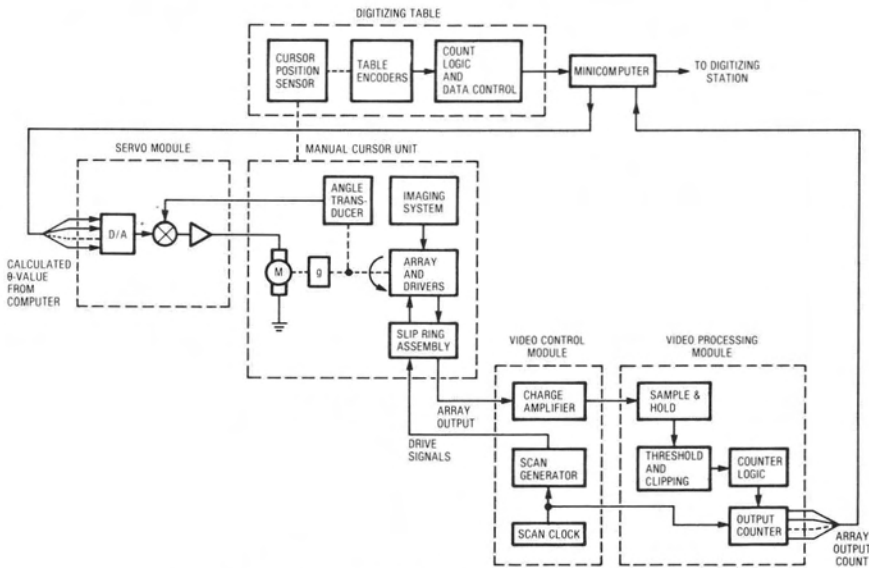 DIGITIZING TABLE
CURSOR
POSITION
SENSOR
TABLE
ENCODERS
COUNT
LOGIC
AND
DATA CONTROL
MINICOMPUTER
TO DIGITIZING
STATION
SERVO MODULE
D/A
CALCULATED
θ-VALUE
FROM
COMPUTER
MANUAL CURSOR UNIT
ANGLE
TRANS-
DUCER
IMAGING
SYSTEM
M
g
ARRAY
AND
DRIVERS
SLIP RING
ASSEMBLY
ARRAY
OUTPUT
DRIVE
SIGNALS
VIDEO CONTROL
MODULE
CHARGE
AMPLIFIER
SCAN
GENERATOR
SCAN CLOCK
VIDEO PROCESSING
MODULE
SAMPLE &
HOLD
THRESHOLD
AND
CLIPPING
COUNTER
LOGIC
OUTPUT
COUNTER
ARRAY
OUTPUT
COUNT